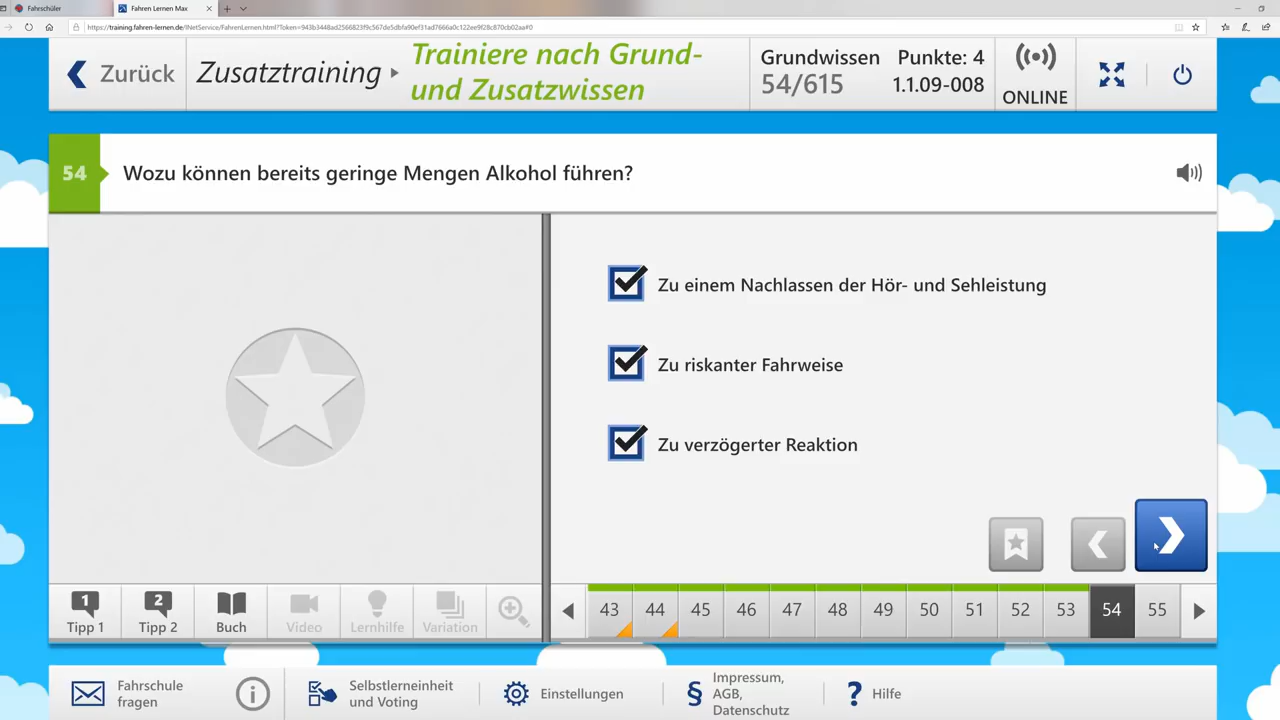 Fahrschüler
Fahren Lernen Max
Zurück
Zusatztraining
Trainiere nach Grund-
und Zusatzwissen
Grundwissen
54/615
Punkte: 4
1.1.09-008
ONLINE
54
Wozu können bereits geringe Mengen Alkohol führen?
Zu einem Nachlassen der Hör- und Sehleistung
Zu riskanter Fahrweise
Zu verzögerter Reaktion
1
Tipp 1
2
Tipp 2
Buch
Video
Lernhilfe
Variation
43 44 45 46 47 48 49 50 51 52 53 54 55
Fahrschule
fragen
Selbstlerneinheit
und Voting
Einstellungen
§
Impressum,
AGB,
Datenschutz
?
Hilfe